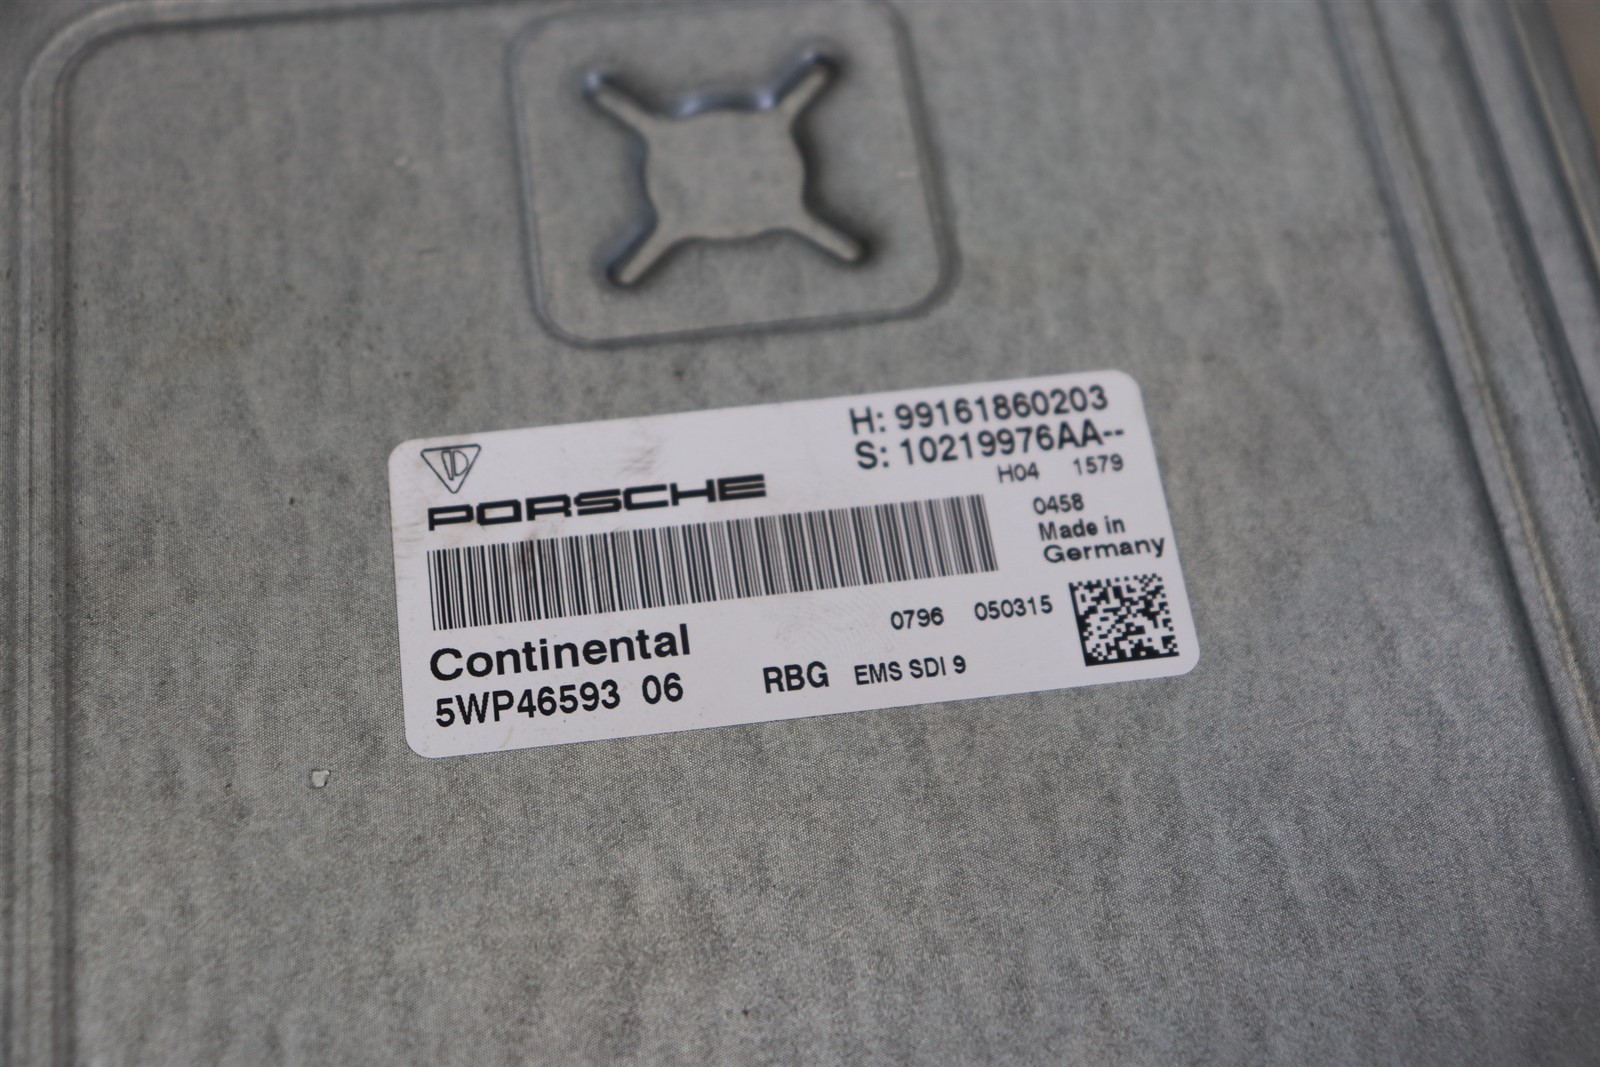 H: 99161860203
S: 10219976AA--
H04 1579
PORSCHE
0458
Made in
Germany
0796 050315
Continental
5WP46593 06
RBG EMS SDI 9